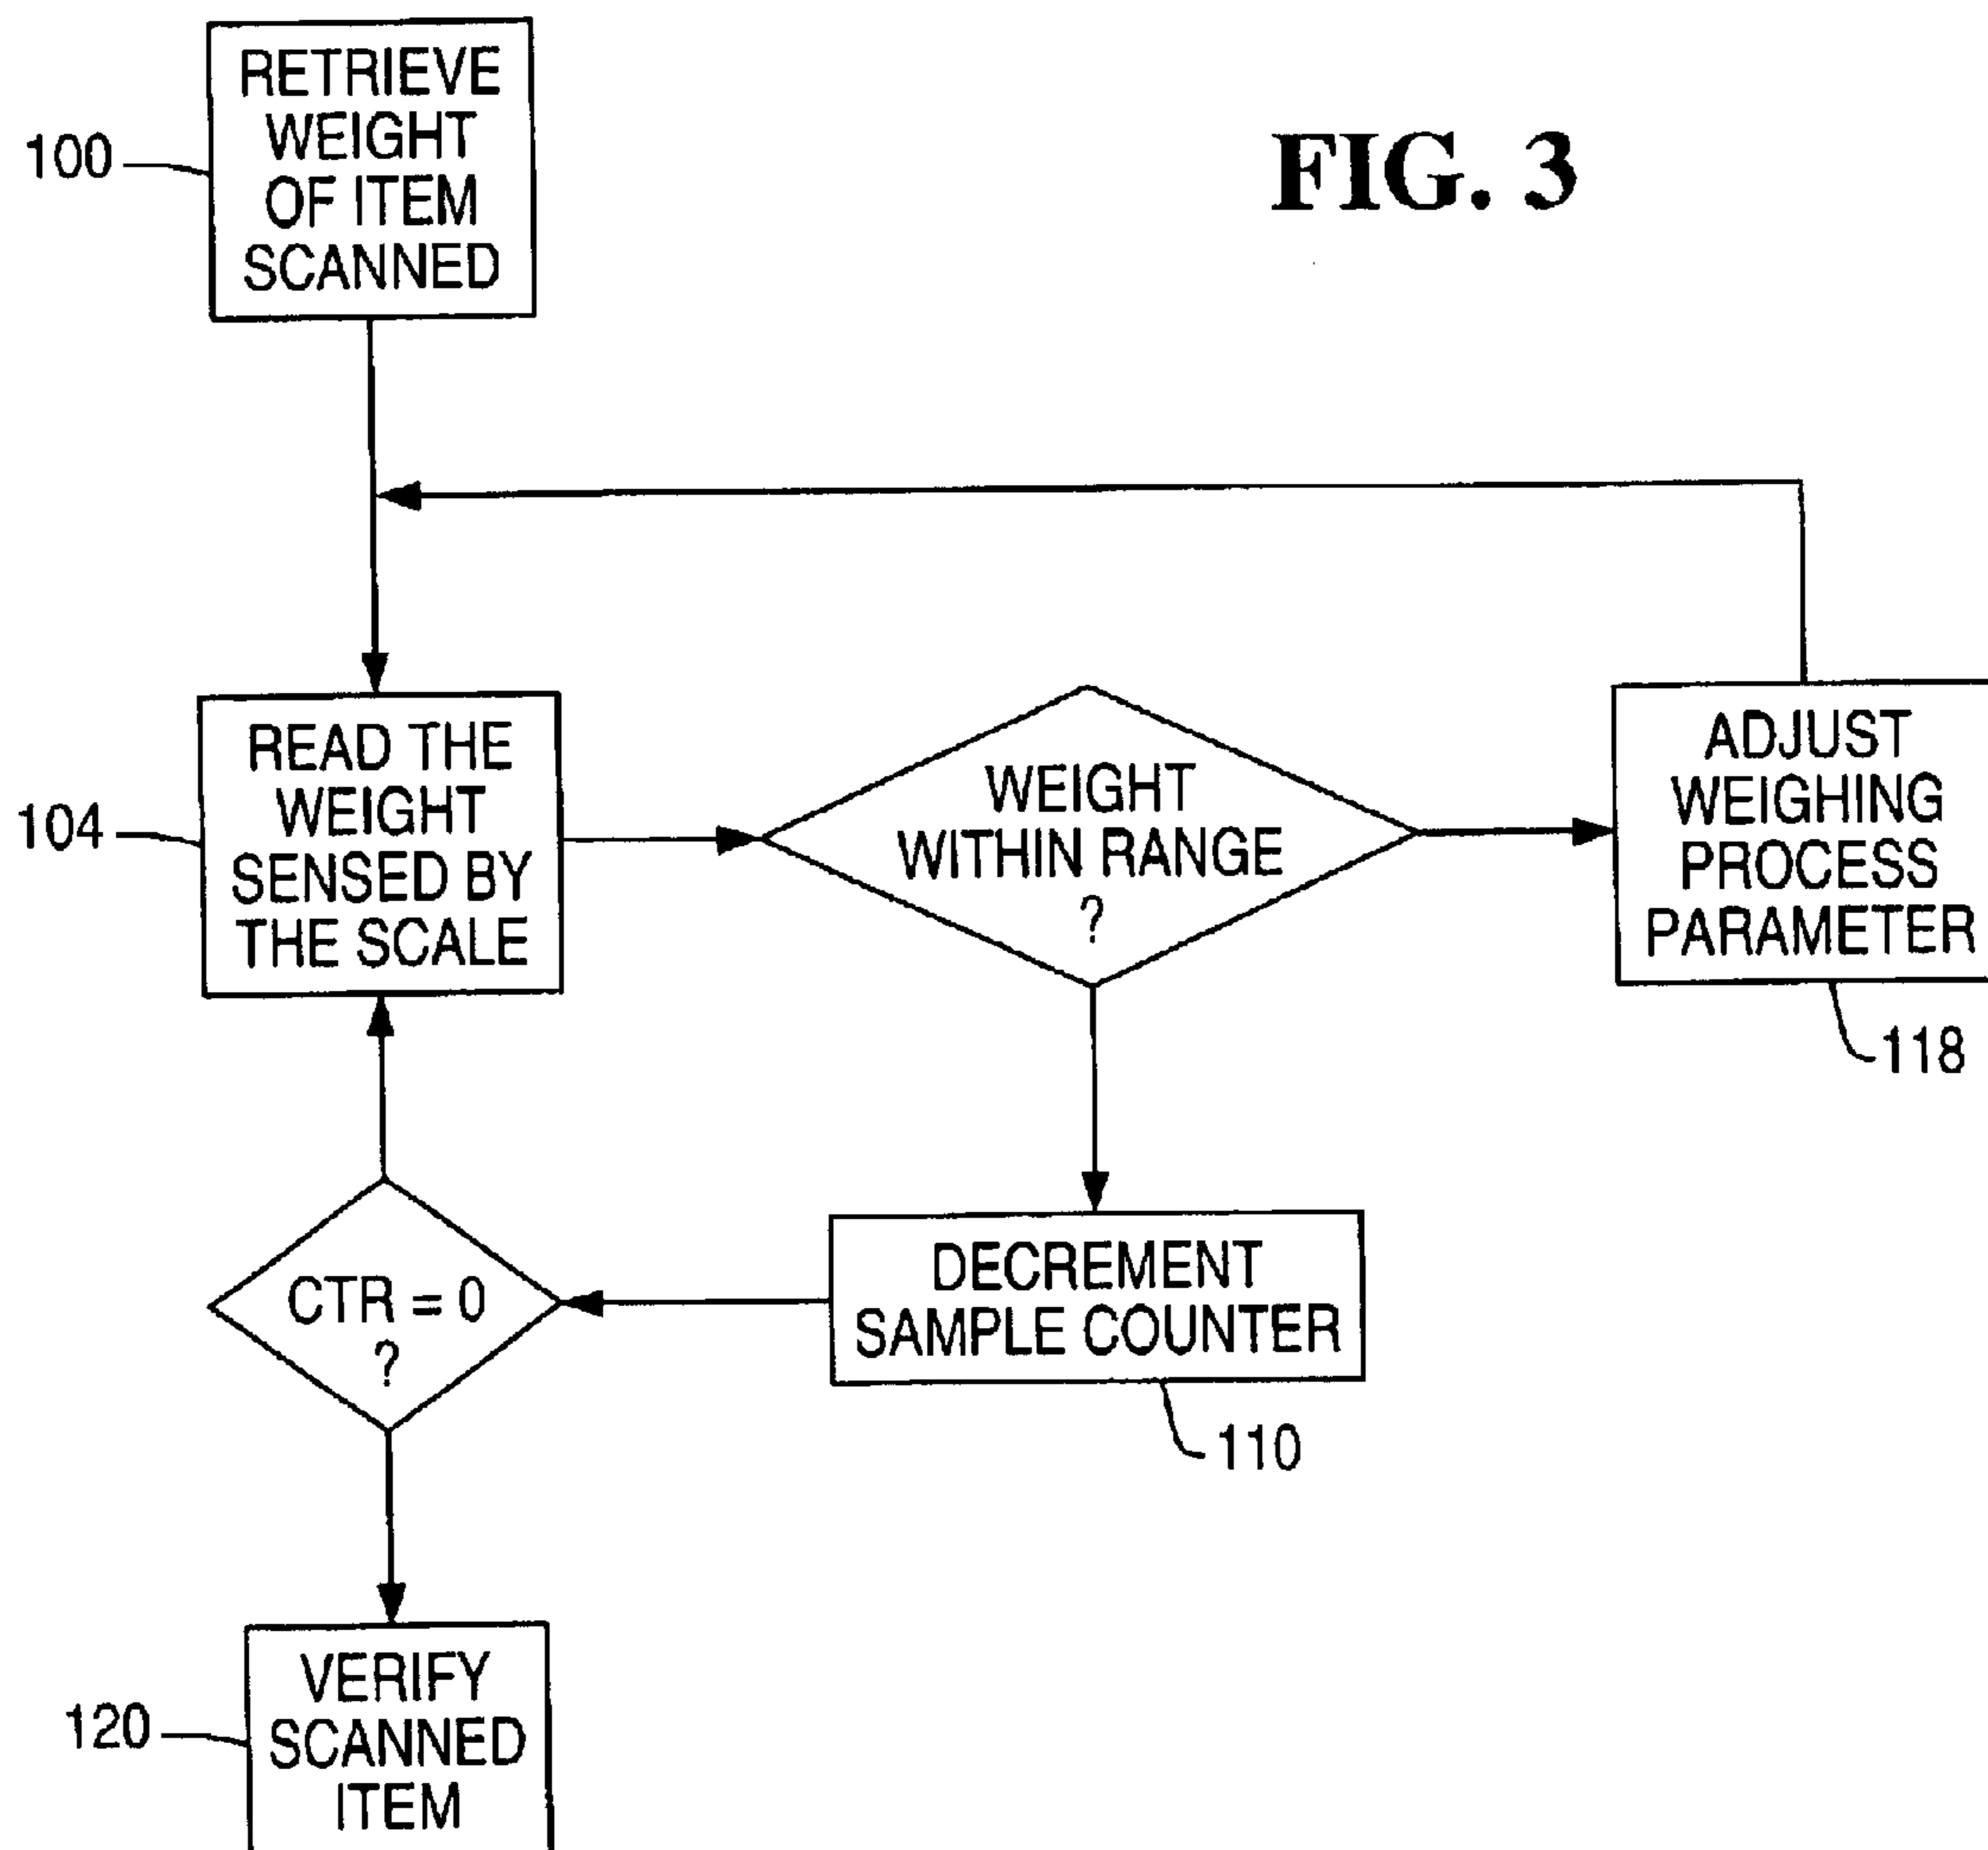 FIG. 3
100
RETRIEVE
WEIGHT
OF ITEM
SCANNED
104
READ THE
WEIGHT
SENSED BY
THE SCALE
WEIGHT
WITHIN RANGE
?
ADJUST
WEIGHING
PROCESS
PARAMETER
118
DECREMENT
SAMPLE COUNTER
110
CTR = 0
?
120
VERIFY
SCANNED
ITEM